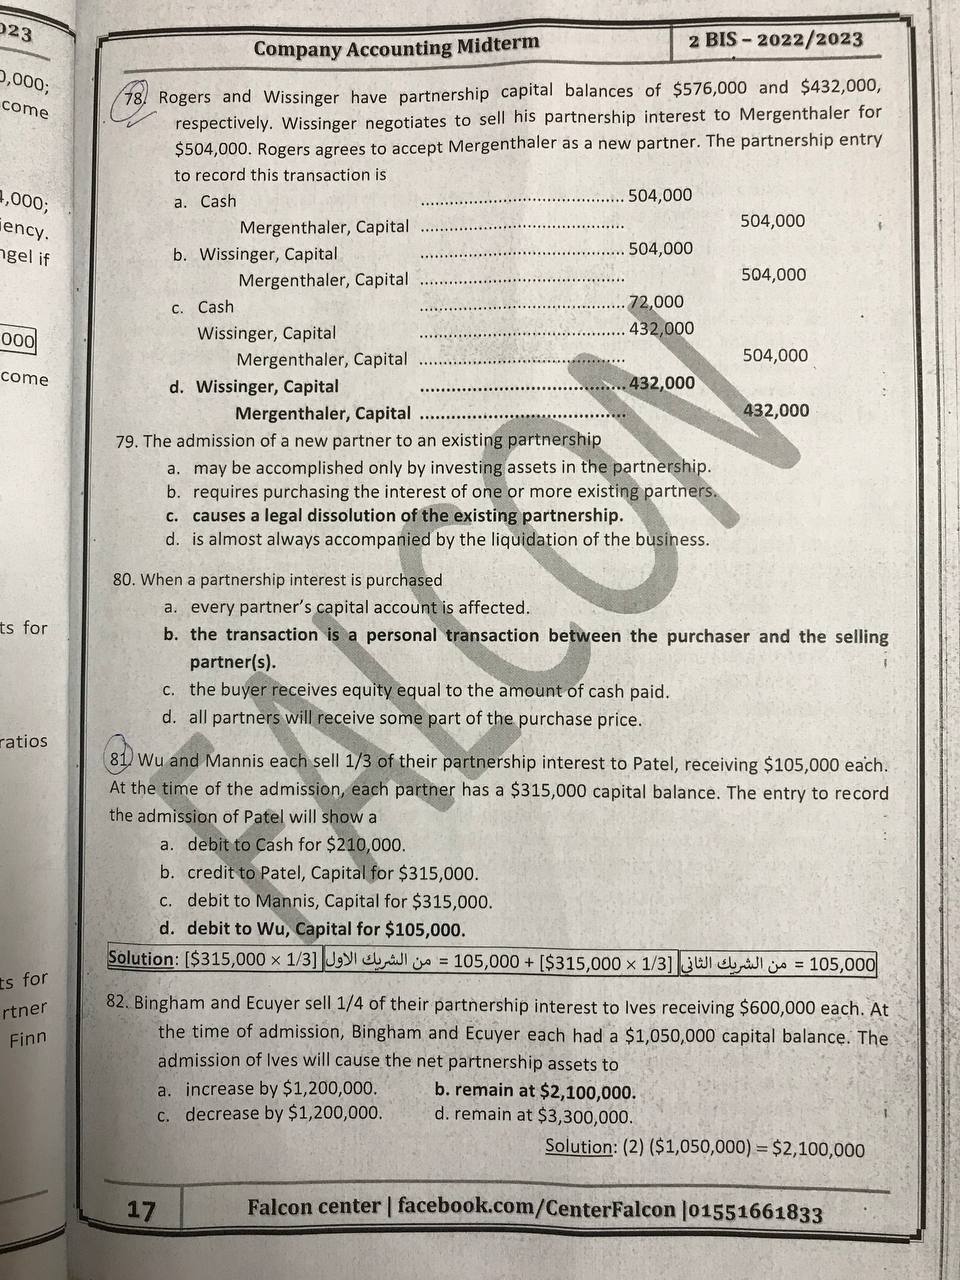 023
0,000;
come
ency.
ngel if
000
come
ts for
ratios
ts for
rtner
Finn
Company Accounting Midterm
2 BIS – 2022/2023
78. Rogers and Wissinger have partnership capital balances of $576,000 and $432,000,
respectively. Wissinger negotiates to sell his partnership interest to Mergenthaler for
$504,000. Rogers agrees to accept Mergenthaler as a new partner. The partnership entry
to record this transaction is
a. Cash ...................................... 504,000
Mergenthaler, Capital ...................................... 504,000
b. Wissinger, Capital ...................................... 504,000
Mergenthaler, Capital ...................................... 504,000
c. Cash ...................................... 72,000
Wissinger, Capital ...................................... 432,000
Mergenthaler, Capital ...................................... 504,000
d. Wissinger, Capital ...................................... 432,000
Mergenthaler, Capital ...................................... 432,000
79. The admission of a new partner to an existing partnership
a. may be accomplished only by investing assets in the partnership.
b. requires purchasing the interest of one or more existing partners.
c. causes a legal dissolution of the existing partnership.
d. is almost always accompanied by the liquidation of the business.
80. When a partnership interest is purchased
a. every partner's capital account is affected.
b. the transaction is a personal transaction between the purchaser and the selling
partner(s).
c. the buyer receives equity equal to the amount of cash paid.
d. all partners will receive some part of the purchase price.
81. Wu and Mannis each sell 1/3 of their partnership interest to Patel, receiving $105,000 each.
At the time of the admission, each partner has a $315,000 capital balance. The entry to record
the admission of Patel will show a
a. debit to Cash for $210,000.
b. credit to Patel, Capital for $315,000.
c. debit to Mannis, Capital for $315,000.
d. debit to Wu, Capital for $105,000.
Solution: [$315,000 × 1/3] من الشريك الاول = 105,000 + [$315,000 × 1/3] من الشريك الثاني = 105,000
82. Bingham and Ecuyer sell 1/4 of their partnership interest to Ives receiving $600,000 each. At
the time of admission, Bingham and Ecuyer each had a $1,050,000 capital balance. The
admission of Ives will cause the net partnership assets to
a. increase by $1,200,000. b. remain at $2,100,000.
c. decrease by $1,200,000. d. remain at $3,300,000.
Solution: (2) ($1,050,000) = $2,100,000
17
Falcon center | facebook.com/CenterFalcon |01551661833
FALCON